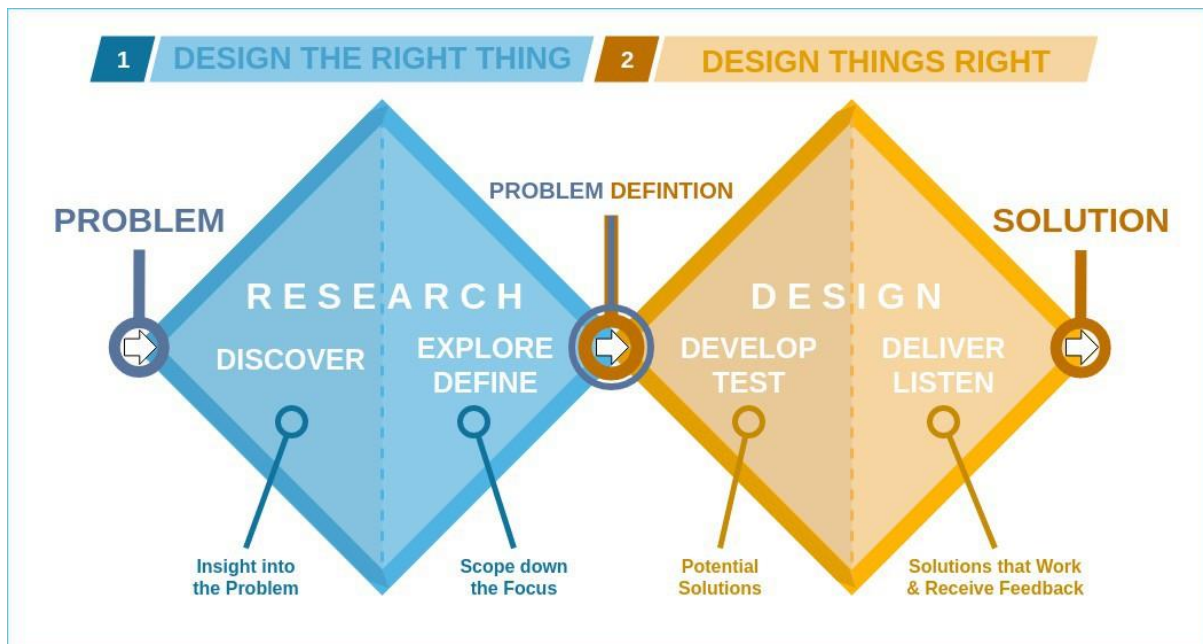 1 DESIGN THE RIGHT THING 2 DESIGN THINGS RIGHT
PROBLEM DEFINTION
PROBLEM
SOLUTION
RESEARCH
DISCOVER
EXPLORE
DEFINE
DESIGN
DEVELOP
TEST
DELIVER
LISTEN
Insight into
the Problem
Scope down
the Focus
Potential
Solutions
Solutions that Work
& Receive Feedback